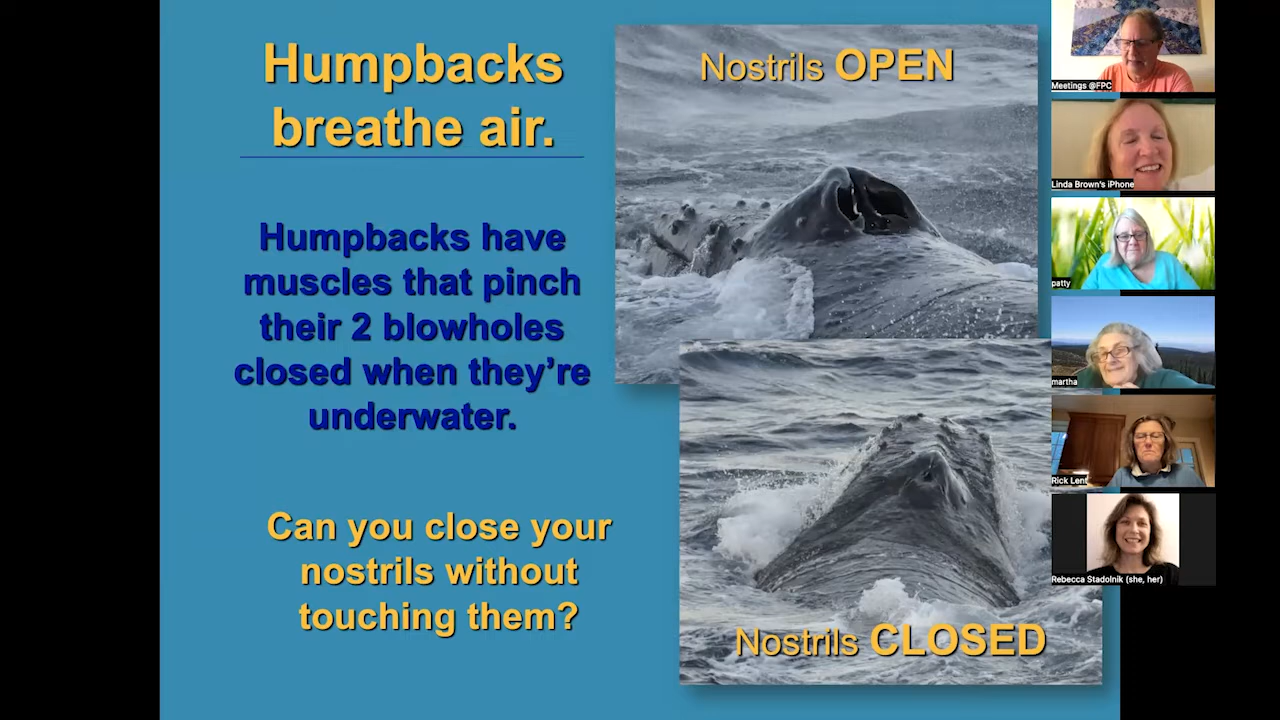 Humpbacks
breathe air.
Humpbacks have
muscles that pinch
their 2 blowholes
closed when they’re
underwater.
Can you close your
nostrils without
touching them?
Nostrils OPEN
Nostrils CLOSED
Meetings @FPC
Linda Brown's iPhone
patty
martha
Rick Lent
Rebecca Stadolnik (she, her)